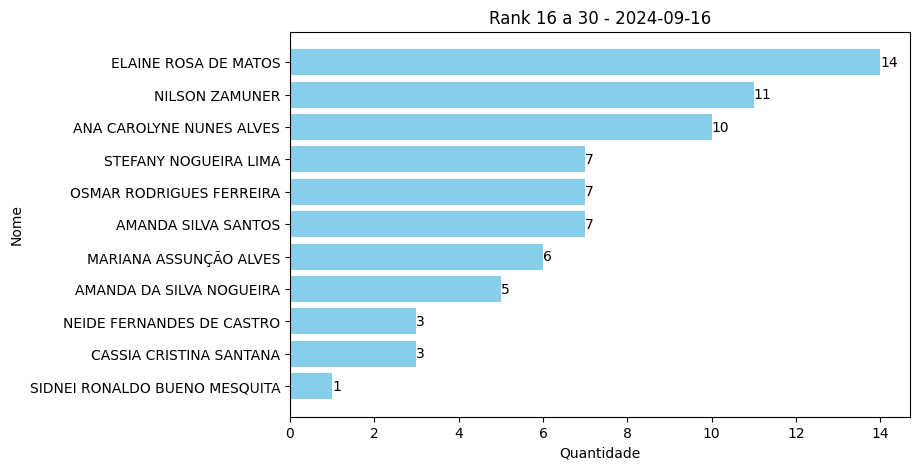 Rank 16 a 30 - 2024-09-16
Nome
ELAINE ROSA DE MATOS 14
NILSON ZAMUNER 11
ANA CAROLYNE NUNES ALVES 10
STEFANY NOGUEIRA LIMA 7
OSMAR RODRIGUES FERREIRA 7
AMANDA SILVA SANTOS 7
MARIANA ASSUNÇÃO ALVES 6
AMANDA DA SILVA NOGUEIRA 5
NEIDE FERNANDES DE CASTRO 3
CASSIA CRISTINA SANTANA 3
SIDNEI RONALDO BUENO MESQUITA 1
0 2 4 6 8 10 12 14
Quantidade